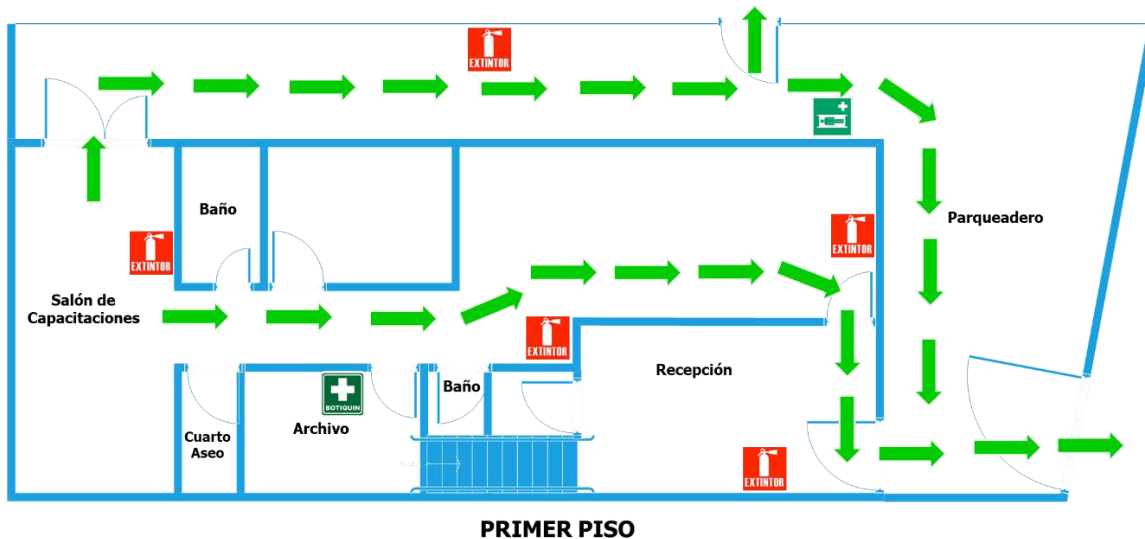 EXTINTOR
Baño
EXTINTOR
EXTINTOR
Parqueadero
Salón de
Capacitaciones
EXTINTOR
Recepción
Baño
BOTIQUIN
Archivo
Cuarto
Aseo
EXTINTOR
PRIMER PISO